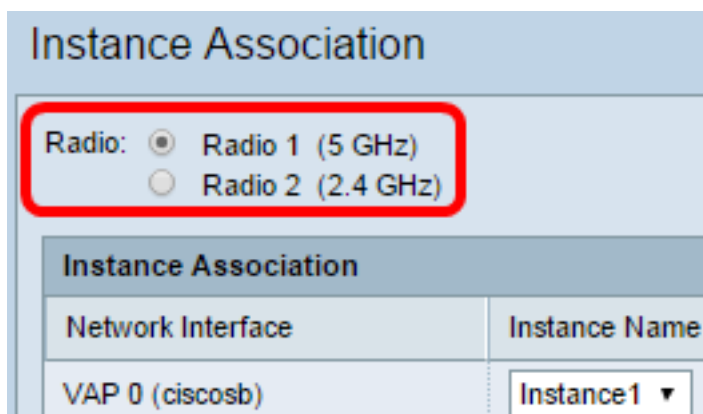 Instance Association
Radio: Radio 1 (5 GHz)
Radio 2 (2.4 GHz)
Instance Association
Network Interface Instance Name
VAP 0 (ciscosb) Instance1